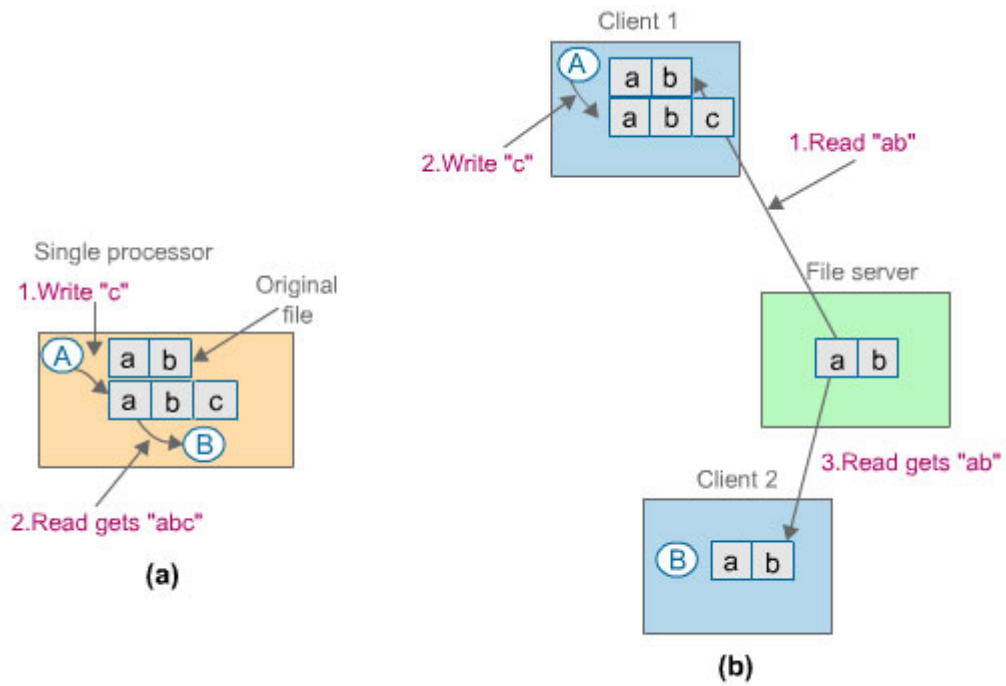 Single processor
1.Write "c"
Original
file
A
a b
a b c
B
2.Read gets "abc"
(a)
Client 1
A
a b
a b c
2.Write "c"
1.Read "ab"
File server
a b
3.Read gets "ab"
Client 2
B
a b
(b)